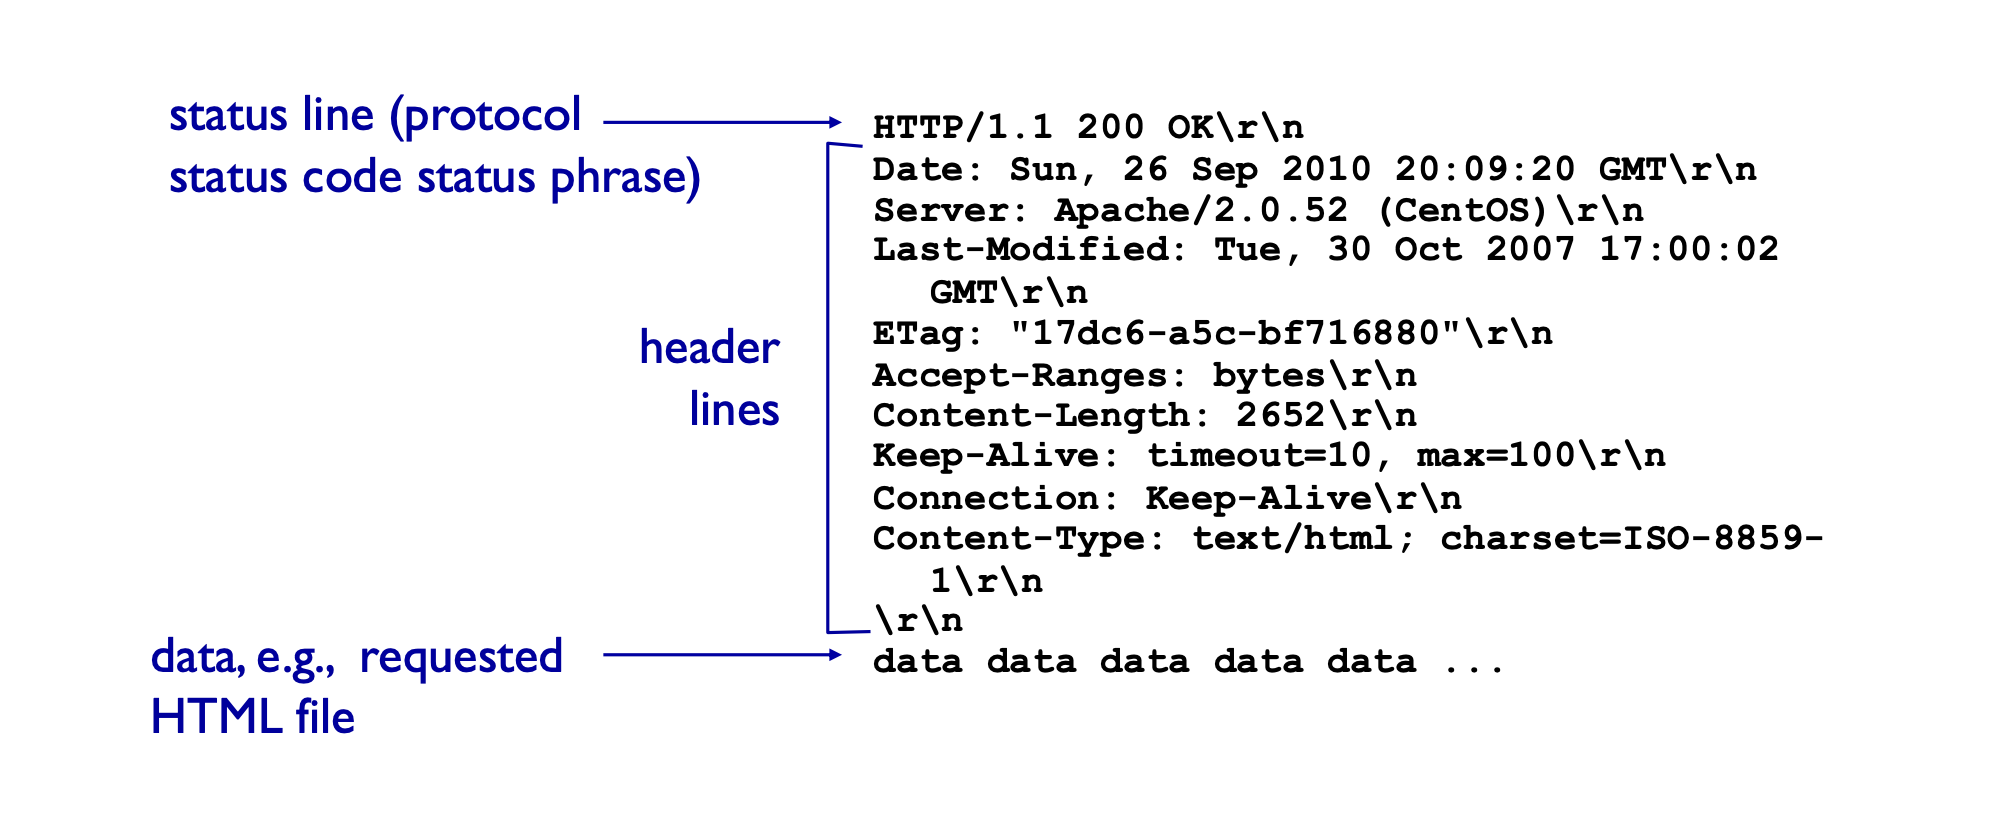 status line (protocol
status code status phrase)
header
lines
data, e.g., requested
HTML file
HTTP/1.1 200 OK\r\n
Date: Sun, 26 Sep 2010 20:09:20 GMT\r\n
Server: Apache/2.0.52 (CentOS)\r\n
Last-Modified: Tue, 30 Oct 2007 17:00:02
GMT\r\n
ETag: "17dc6-a5c-bf716880"\r\n
Accept-Ranges: bytes\r\n
Content-Length: 2652\r\n
Keep-Alive: timeout=10, max=100\r\n
Connection: Keep-Alive\r\n
Content-Type: text/html; charset=ISO-8859-
1\r\n
\r\n
data data data data data ...